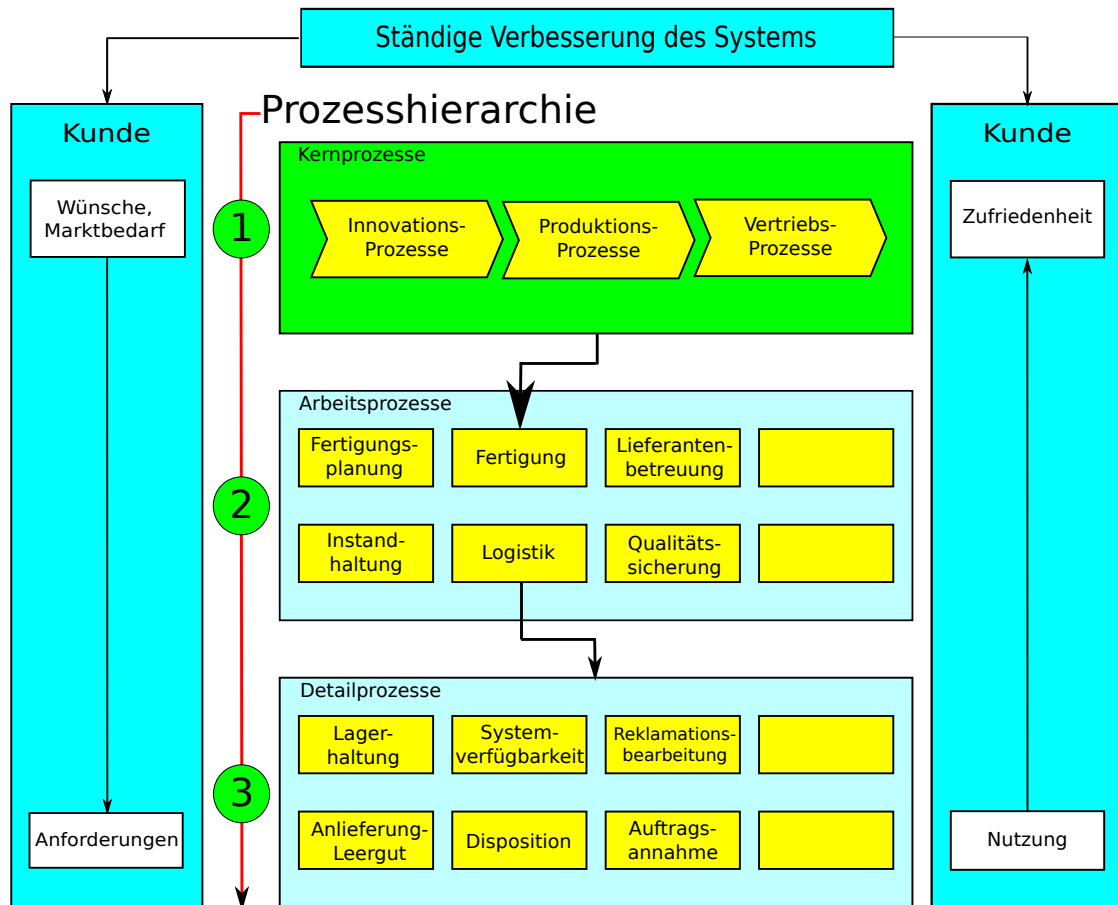 Ständige Verbesserung des Systems
Prozesshierarchie
Kunde
Wünsche,
Marktbedarf
Anforderungen
1
Kernprozesse
Innovations-
Prozesse
Produktions-
Prozesse
Vertriebs-
Prozesse
2
Arbeitsprozesse
Fertigungs-
planung
Fertigung
Lieferanten-
betreuung
Instand-
haltung
Logistik
Qualitäts-
sicherung
3
Detailprozesse
Lager-
haltung
System-
verfügbarkeit
Reklamations-
bearbeitung
Anlieferung-
Leergut
Disposition
Auftrags-
annahme
Kunde
Zufriedenheit
Nutzung